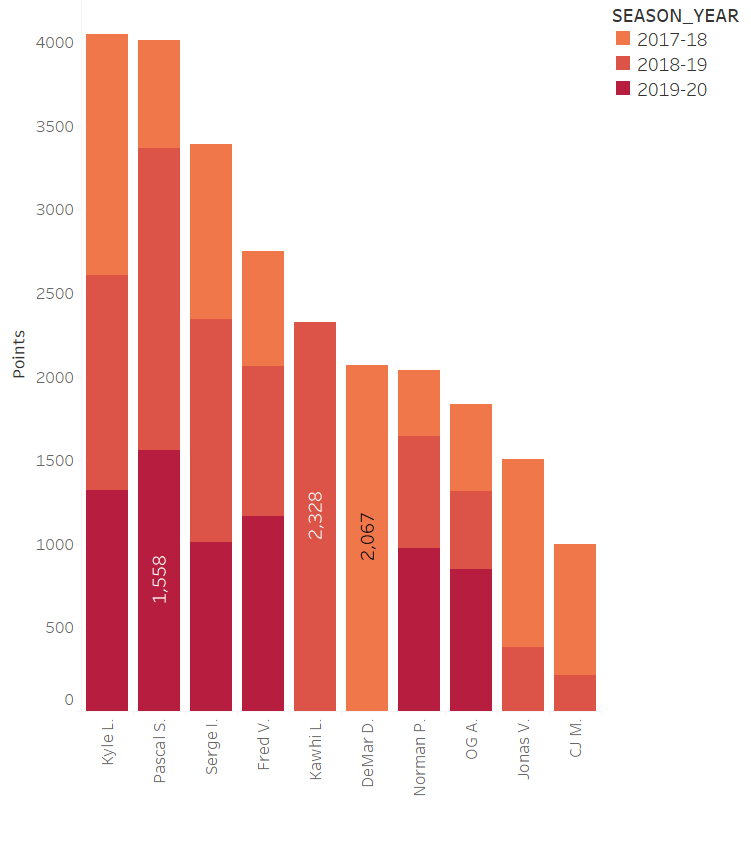 SEASON_YEAR
2017-18
2018-19
2019-20
4000
3500
3000
2500
2000
1500
1000
500
0
Points
1,558
2,328
2,067
Kyle L.
Pascal S.
Serge I.
Fred V.
Kawhi L.
DeMar D.
Norman P.
OG A.
Jonas V.
CJ M.